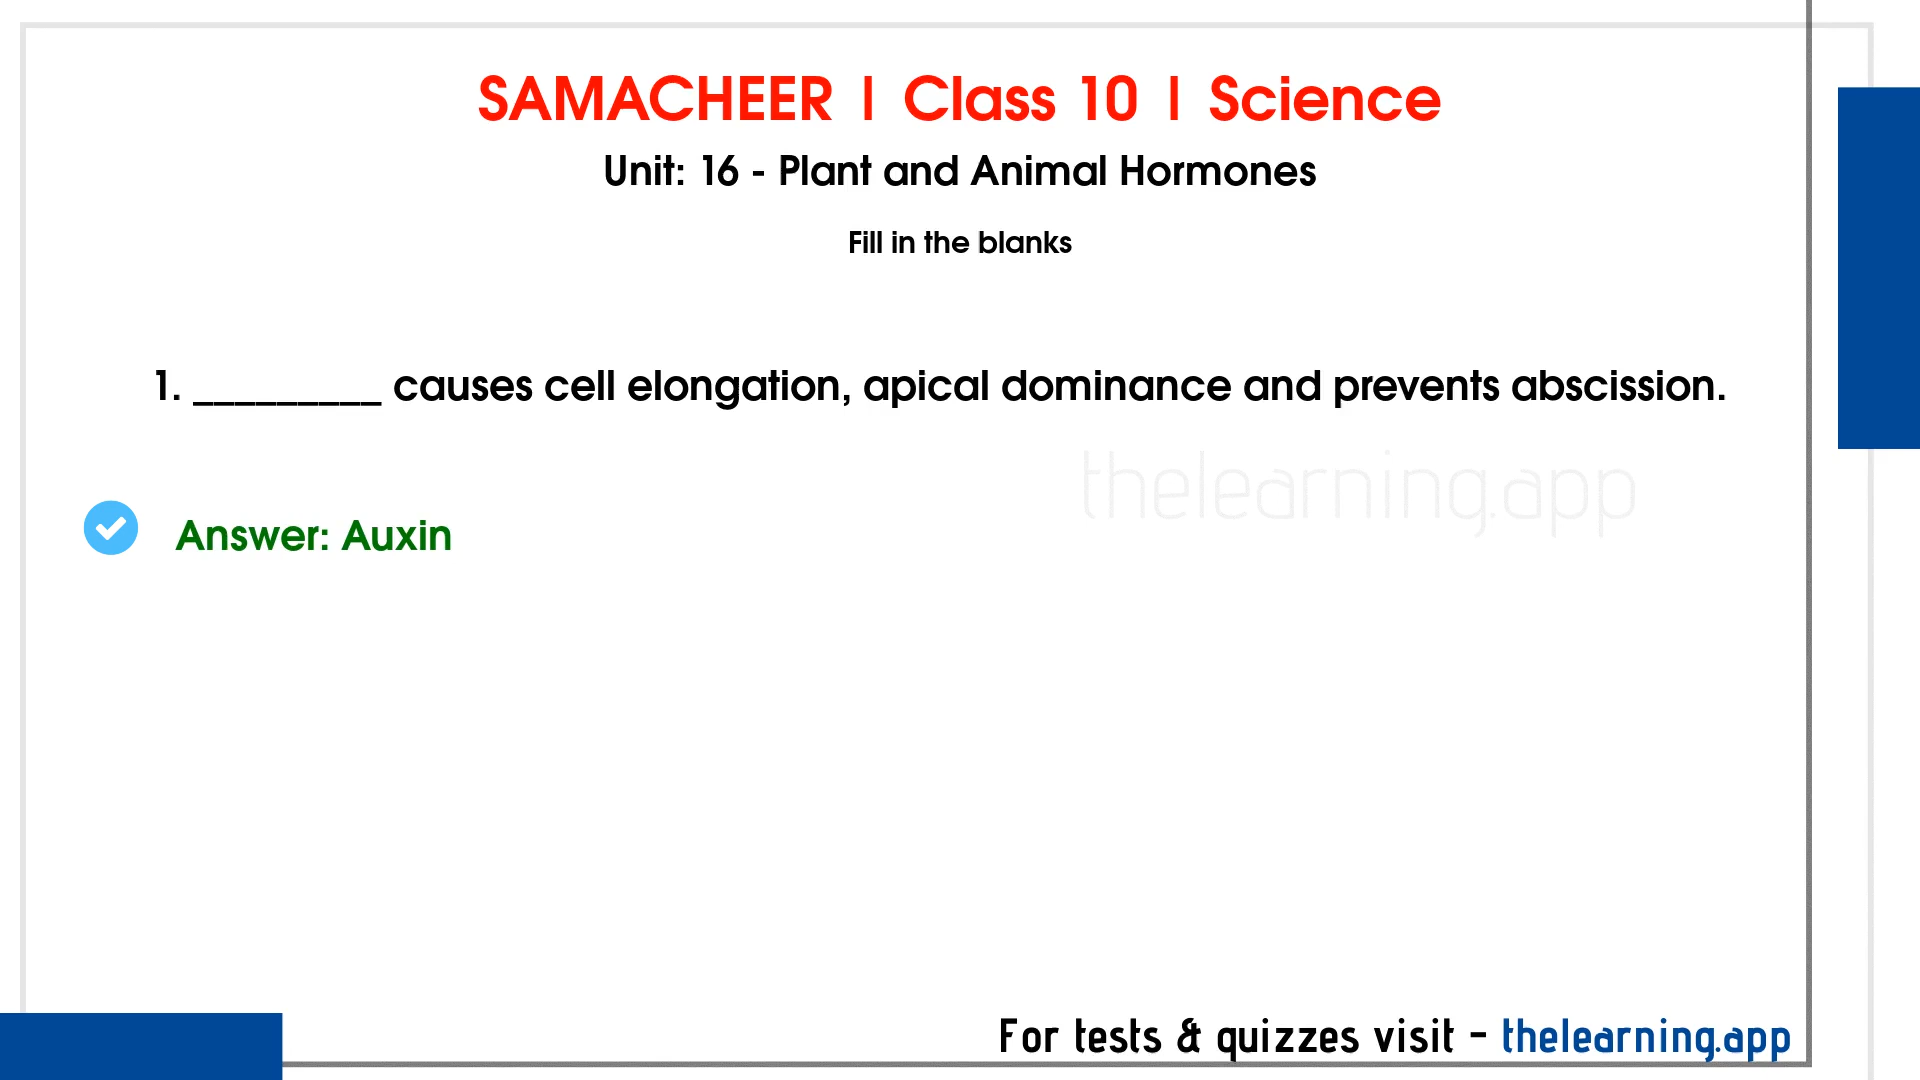 SAMACHEER | Class 10 | Science
Unit: 16 - Plant and Animal Hormones
Fill in the blanks
1. _________ causes cell elongation, apical dominance and prevents abscission.
thelearning.app
Answer: Auxin
For tests & quizzes visit - thelearning.app